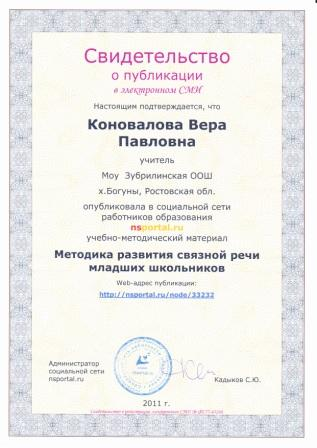 Свидетельство
о публикации
в электронном СМИ
Настоящим подтверждается, что
Коновалова Вера
Павловна
учитель
Моу Зубрилинская ООШ
х.Богуны, Ростовская обл.
опубликовала в социальной сети
работников образования
nsportal.ru
учебно-методический материал
Методика развития связной речи
младших школьников
Web-адрес публикации:
http://nsportal.ru/node/33232
Администратор
социальной сети
nsportal.ru
Кадыков С.Ю.
2011 г.